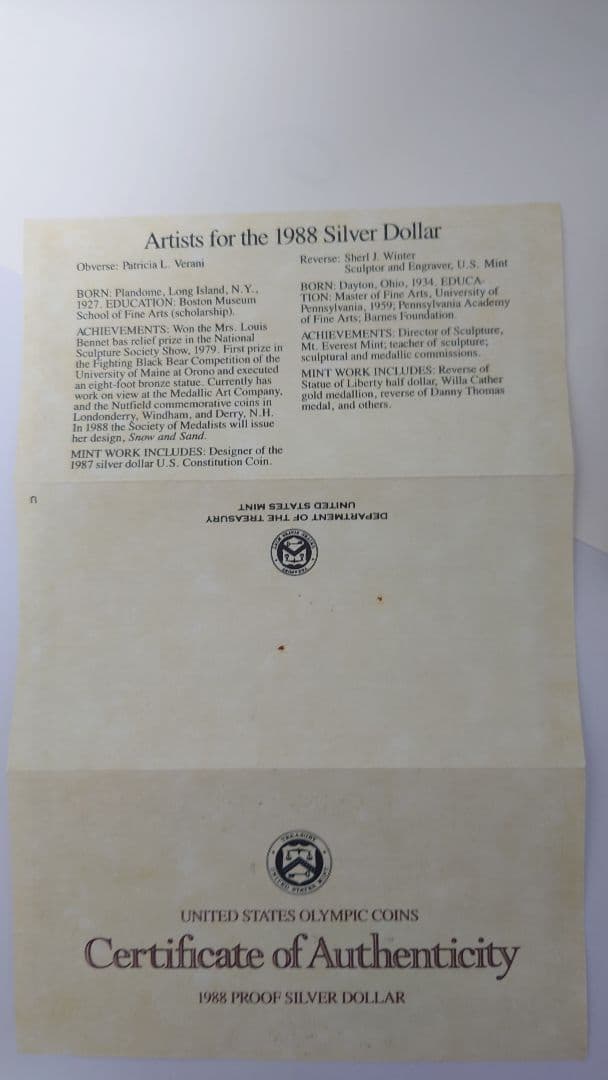 Artists for the 1988 Silver Dollar
Obverse: Patricia L. Verani
BORN: Plandome, Long Island, N.Y.,
1927. EDUCATION: Boston Museum
School of Fine Arts (scholarship).
ACHIEVEMENTS: Won the Mrs. Louis
Bennet bas relief prize in the National
Sculpture Society Show, 1979. First prize in
the Fighting Black Bear Competition of the
University of Maine at Orono and executed
an eight-foot bronze statue. Currently has
work on view at the Medallic Art Company,
and the Nutfield commemorative coins in
Londonderry, Windham, and Derry, N.H.
In 1988 the Society of Medalists will issue
her design, Snow and Sand.
MINT WORK INCLUDES: Designer of the
1987 silver dollar U.S. Constitution Coin.
Reverse: Sherl J. Winter
Sculptor and Engraver, U.S. Mint
BORN: Dayton, Ohio, 1934. EDUCA-
TION: Master of Fine Arts, University of
Pennsylvania, 1959; Pennsylvania Academy
of Fine Arts; Barnes Foundation.
ACHIEVEMENTS: Director of Sculpture,
Mt. Everest Mint; teacher of sculpture;
sculptural and medallic commissions.
MINT WORK INCLUDES: Reverse of
Statue of Liberty half dollar, Willa Cather
gold medallion, reverse of Danny Thomas
medal, and others.
DEPARTMENT OF THE TREASURY
UNITED STATES MINT
TREASURY
UNITED STATES MINT
UNITED STATES OLYMPIC COINS
Certificate of Authenticity
1988 PROOF SILVER DOLLAR